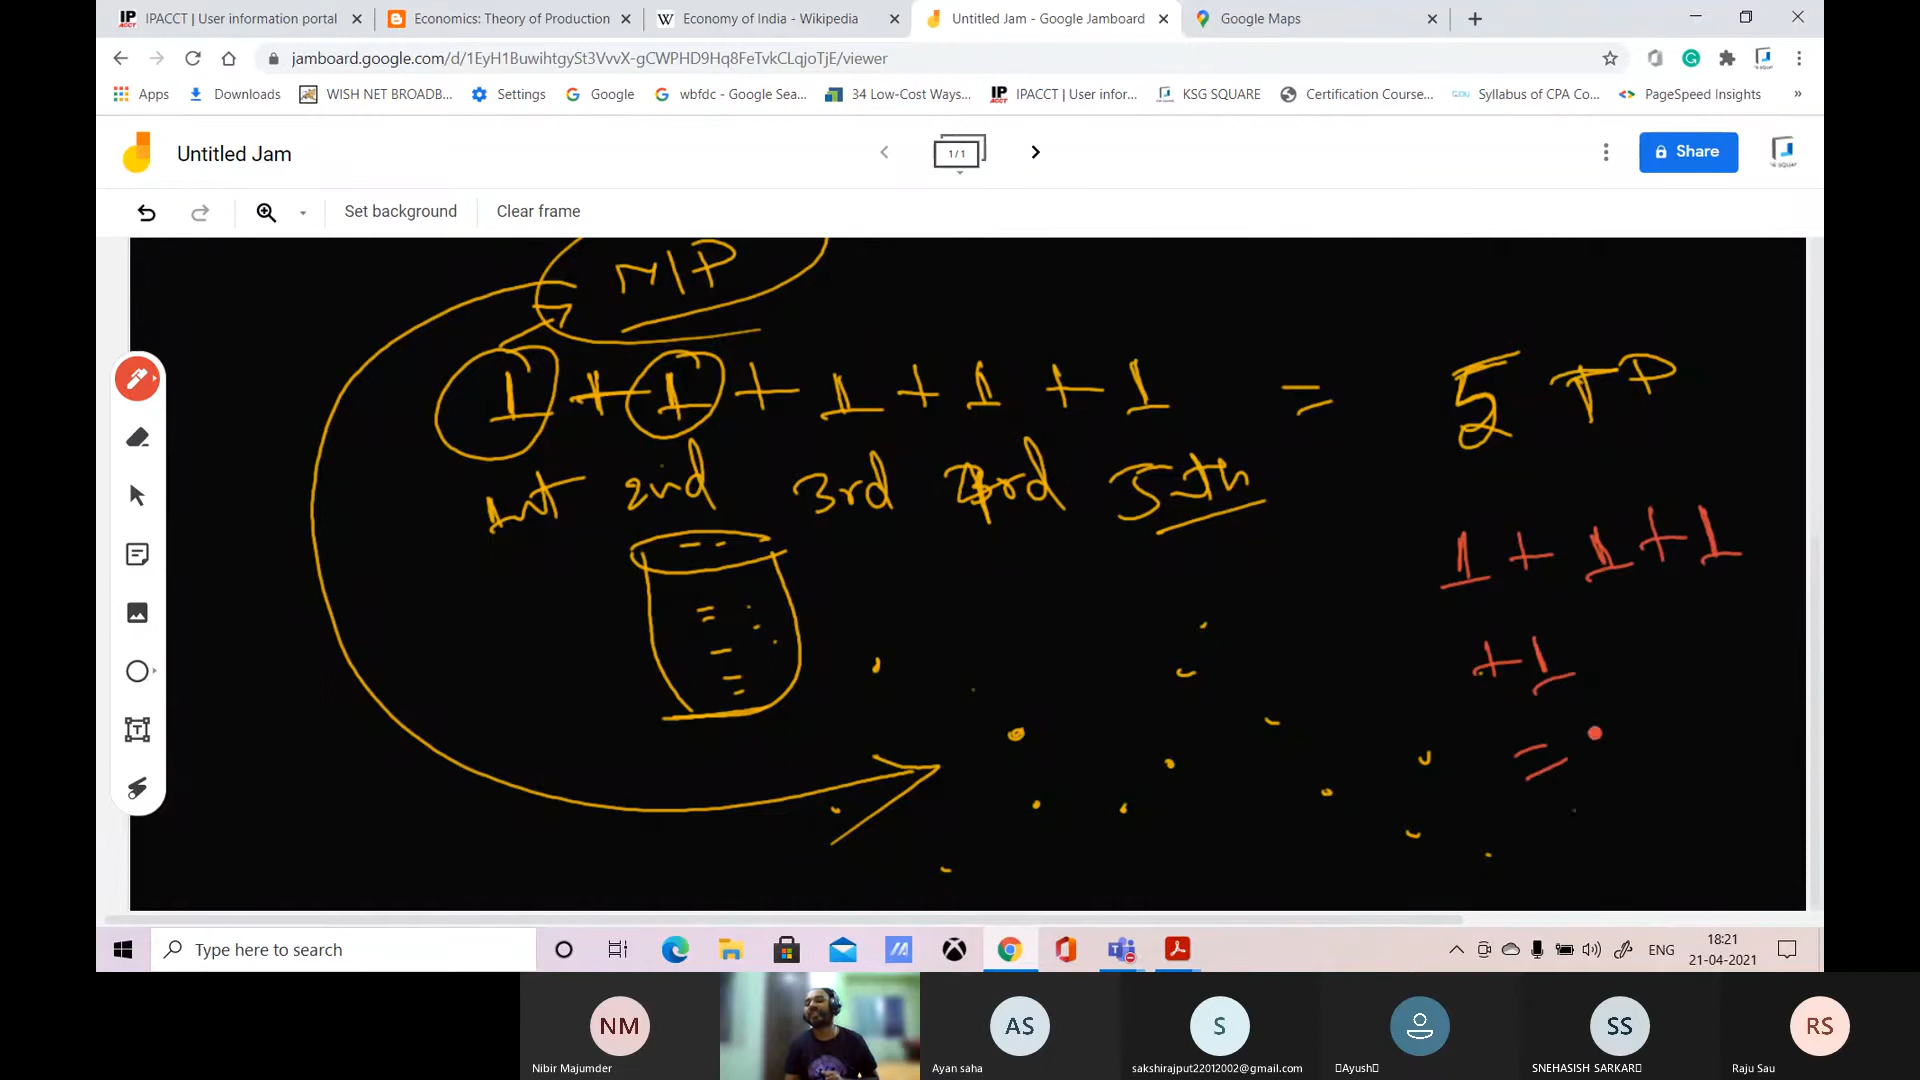 IPACCT | User information portal
Economics: Theory of Production
Economy of India - Wikipedia
Untitled Jam - Google Jamboard
Google Maps
jamboard.google.com/d/1EyH1BuwihtgySt3VvvX-gCWPHD9Hq8FeTvkCLqjoTjE/viewer
Apps Downloads WISH NET BROADB... Settings Google wbfdc - Google Sea... 34 Low-Cost Ways... IPACCT | User infor... KSG SQUARE Certification Course... Syllabus of CPA Co... PageSpeed Insights »
Untitled Jam
1 / 1
Share
Set background Clear frame
MP
1 + 1 + 1 + 1 + 1 = 5 TP
2nd 3rd 4rd 5th
1 + 1 + 1
+ 1
=
Type here to search
ENG
18:21
21-04-2021
NM AS S SS RS
Nibir Majumder Ayan saha sakshirajput22012002@gmail.com Ayush SNEHASISH SARKAR Raju Sau